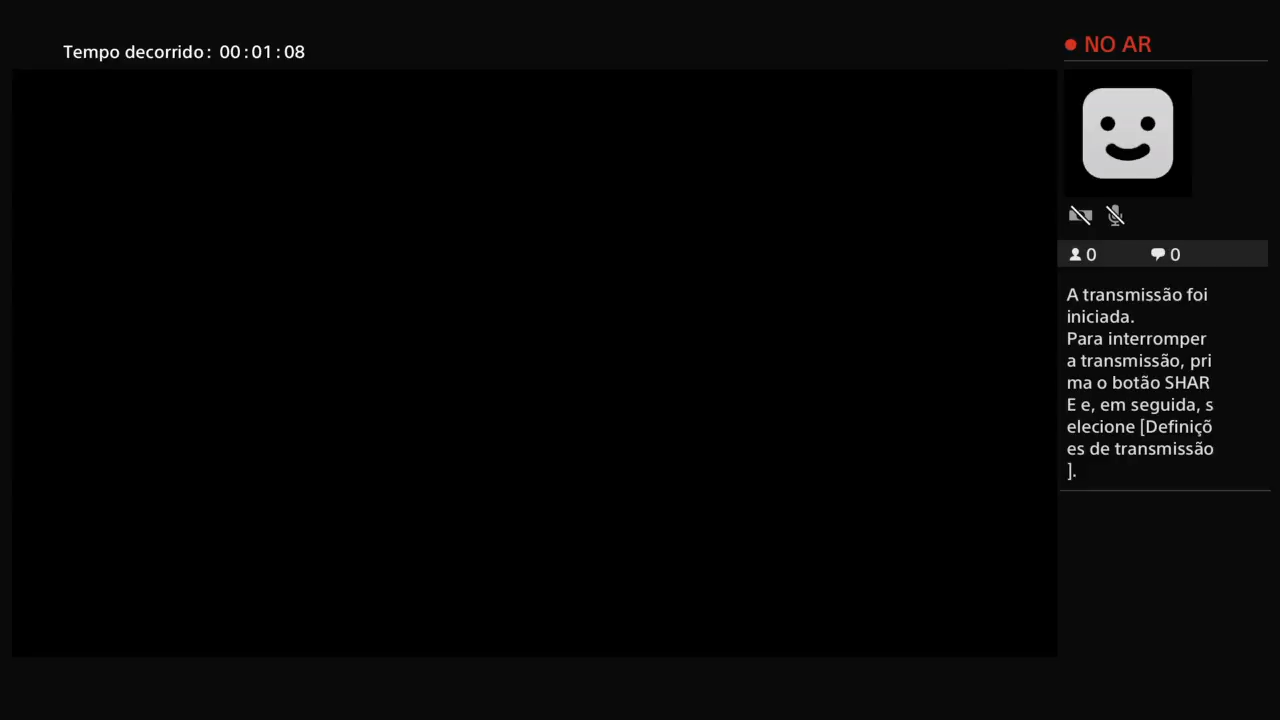 Tempo decorrido: 00:01:08
NO AR
0 0
A transmissão foi
iniciada.
Para interromper
a transmissão, pri
ma o botão SHAR
E e, em seguida, s
elecione [Definiçõ
es de transmissão
].